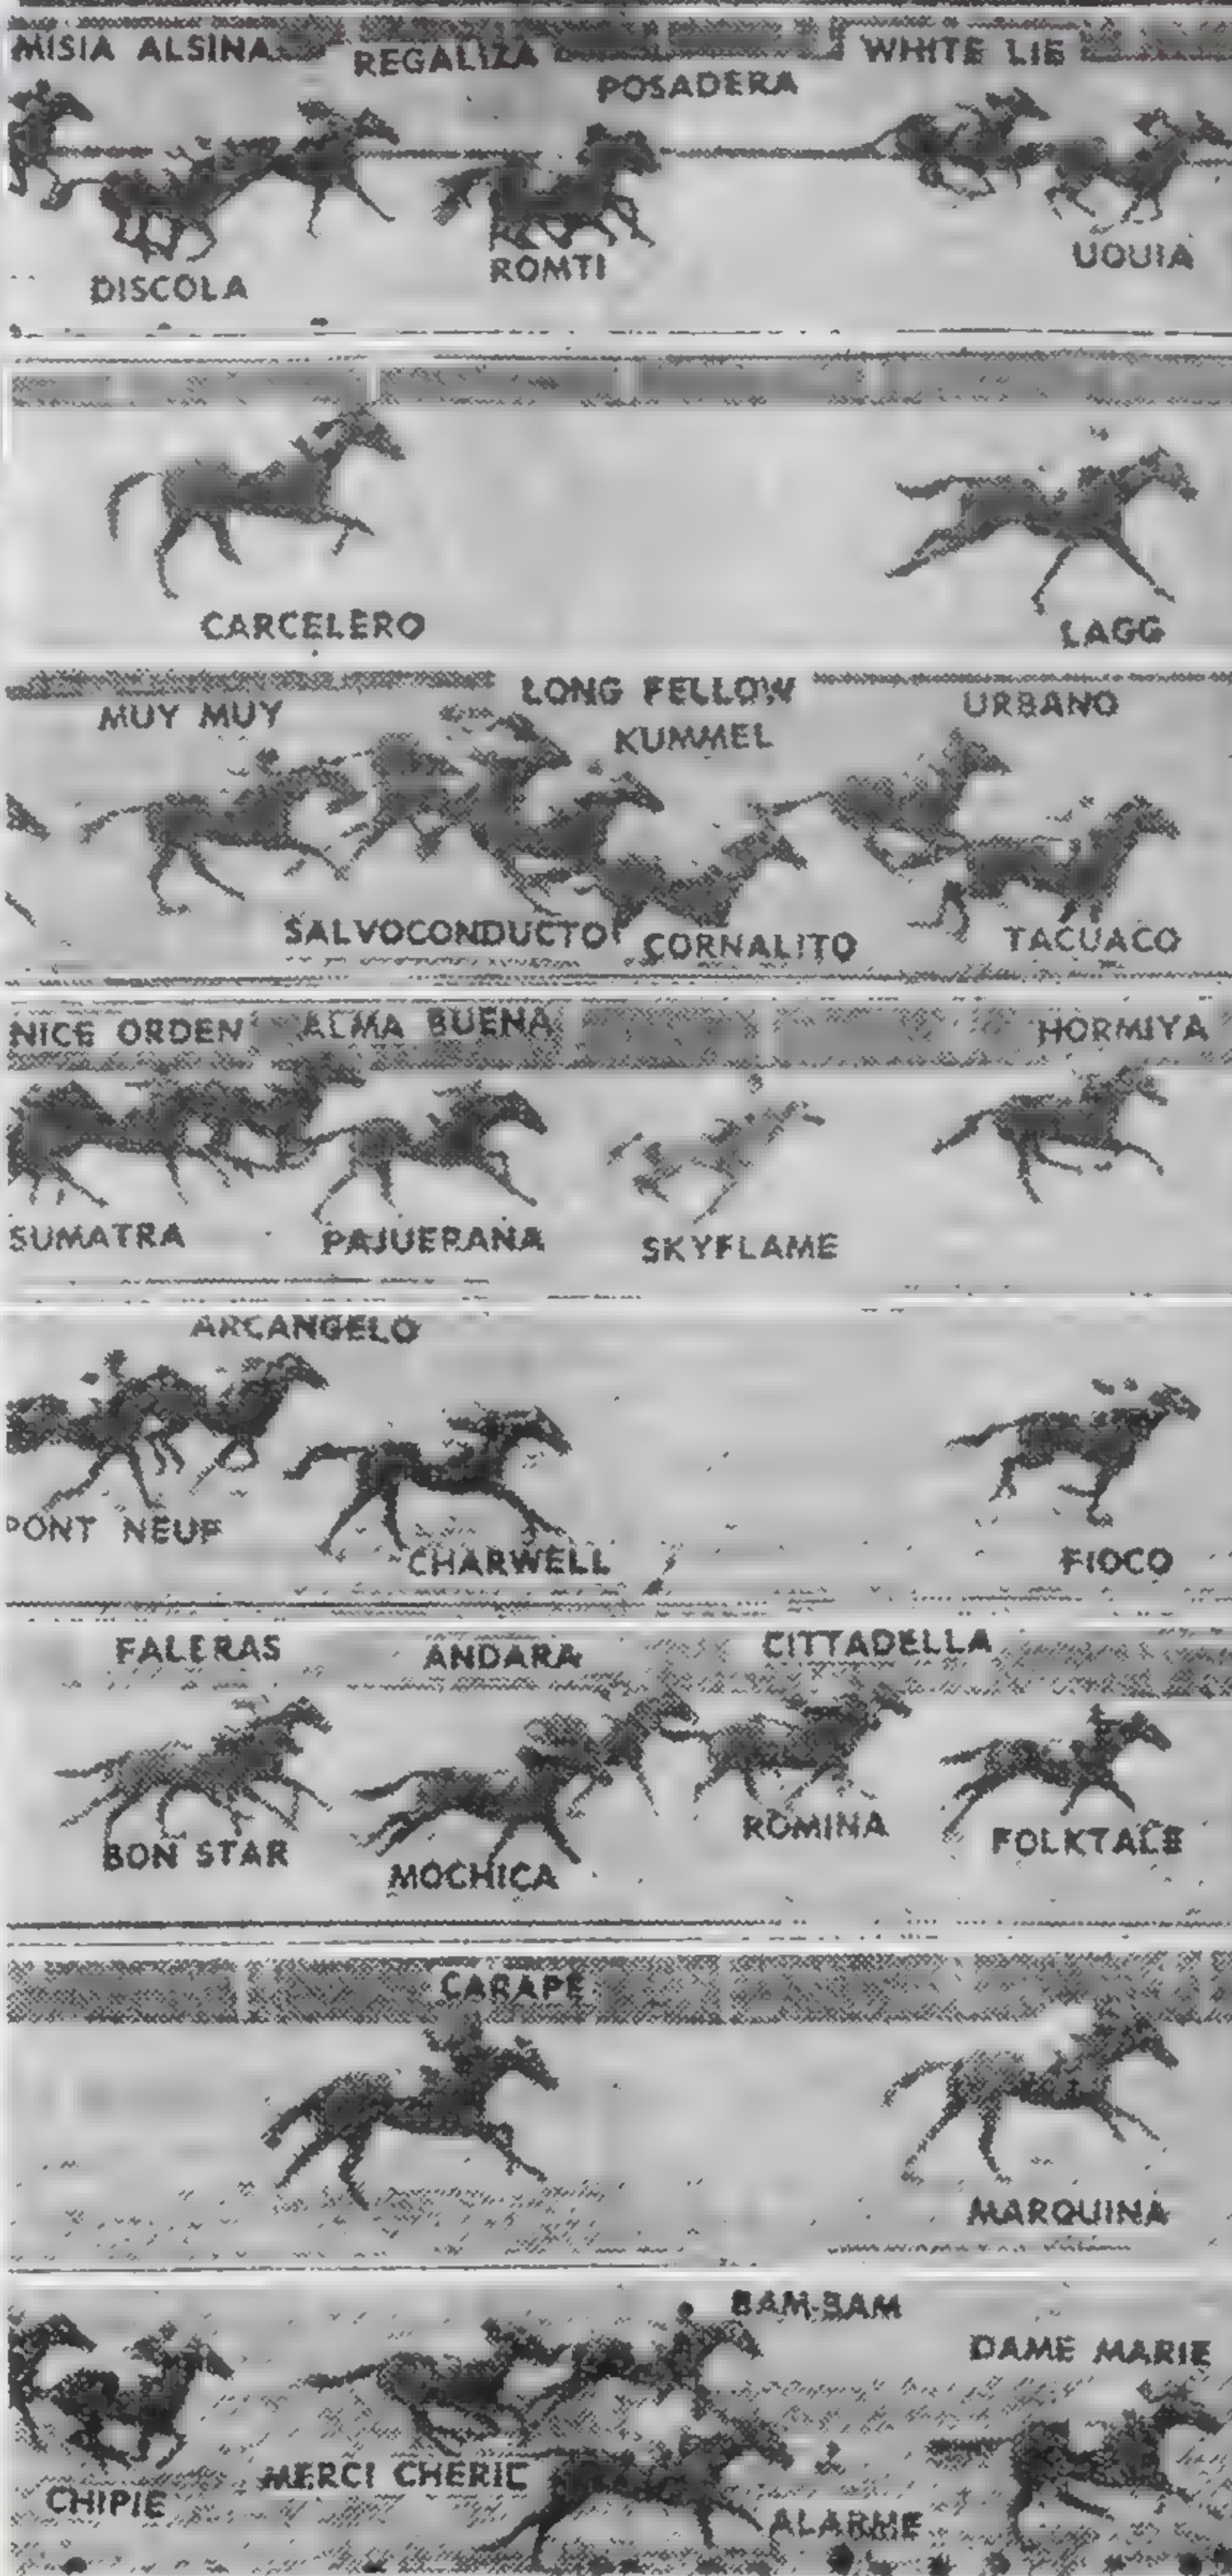 MISIA ALSINA REGALIZA WHITE LIE
POSADERA
DISCOLA ROMTI UQUIA
CARCELERO LAGG
MUY MUY LONG FELLOW URBANO
KUMMEL
SALVOCONDUCTO CORNALITO TACUACO
NICE ORDEN ALMA BUENA HORMIYA
SUMATRA PAJUERANA SKYFLAME
ARCANGELO
PONT NEUF CHARWELL FIOCO
FALERAS ANDARA CITTADELLA
BON STAR MOCHICA ROMINA FOLKTALE
CARAPE
MARQUINA
BAM-BAM
DAME MARIE
CHIPIE MERCI CHERIE ALARME